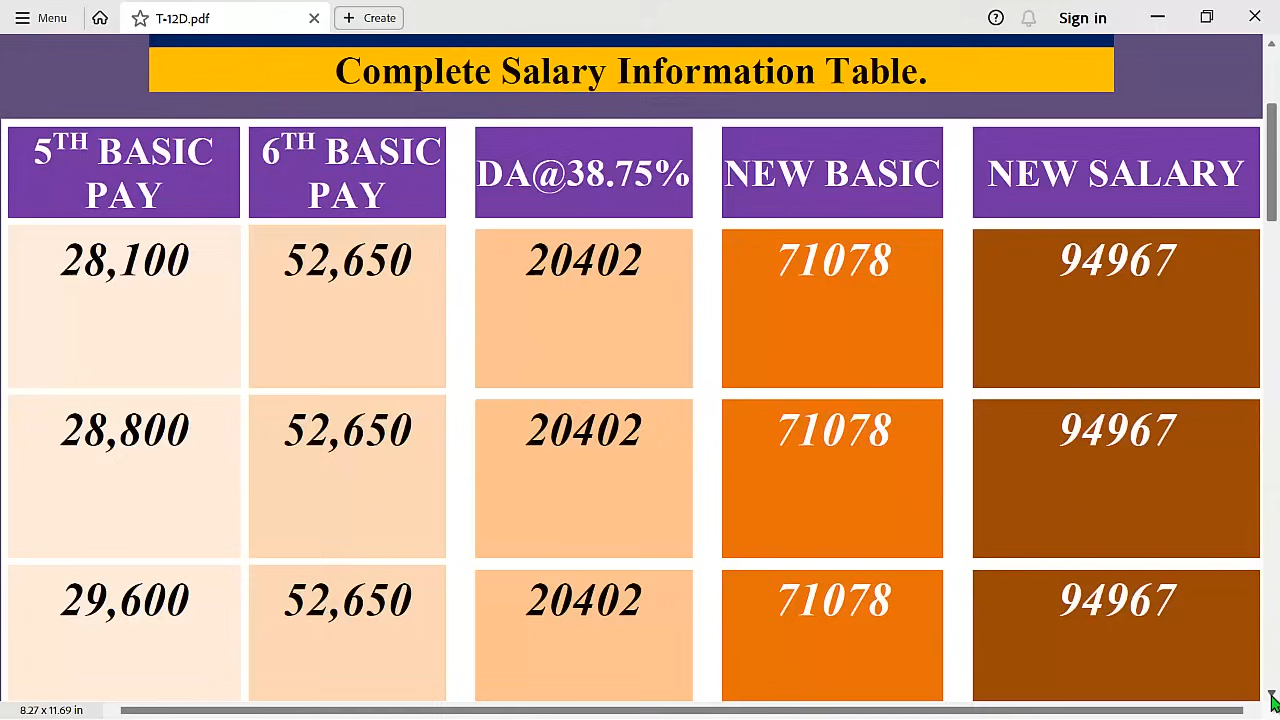 Menu
T-12D.pdf
Create
Sign in
Complete Salary Information Table.
5TH BASIC PAY
6TH BASIC PAY
DA@38.75%
NEW BASIC
NEW SALARY
28,100 52,650 20402 71078 94967
28,800 52,650 20402 71078 94967
29,600 52,650 20402 71078 94967
8.27 x 11.69 in